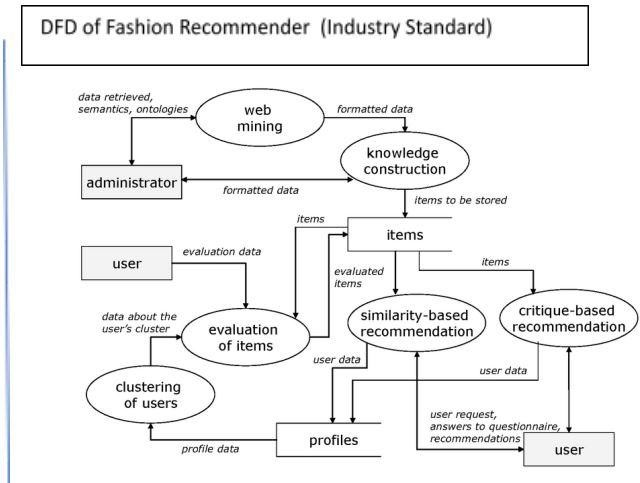 DFD of Fashion Recommender (Industry Standard)
data retrieved,
semantics, ontologies
web
mining
formatted data
knowledge
construction
administrator
formatted data
items to be stored
items
items
user
evaluation data
evaluated
items
items
data about the
user's cluster
evaluation
of items
similarity-based
recommendation
critique-based
recommendation
clustering
of users
user data
user data
profile data
profiles
user request,
answers to questionnaire,
recommendations
user